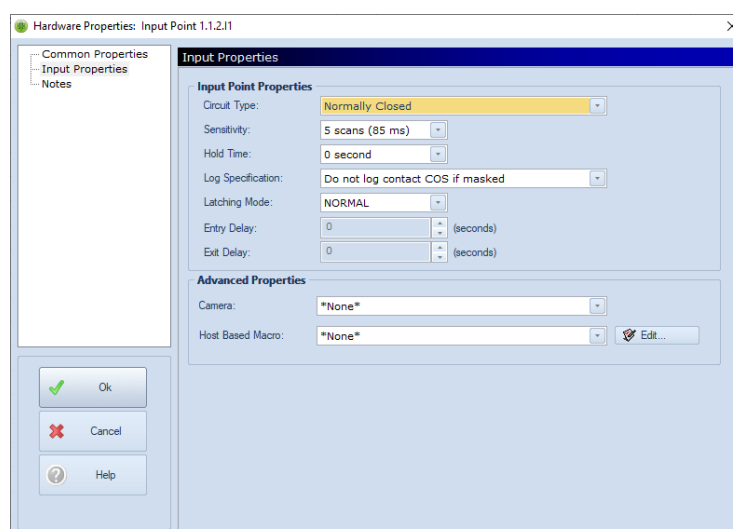 Hardware Properties: Input Point 1.1.2.I1
Common Properties
Input Properties
Notes
Input Properties
Input Point Properties
Circuit Type: Normally Closed
Sensitivity: 5 scans (85 ms)
Hold Time: 0 second
Log Specification: Do not log contact COS if masked
Latching Mode: NORMAL
Entry Delay: 0 (seconds)
Exit Delay: 0 (seconds)
Advanced Properties
Camera: *None*
Host Based Macro: *None* Edit...
Ok
Cancel
Help